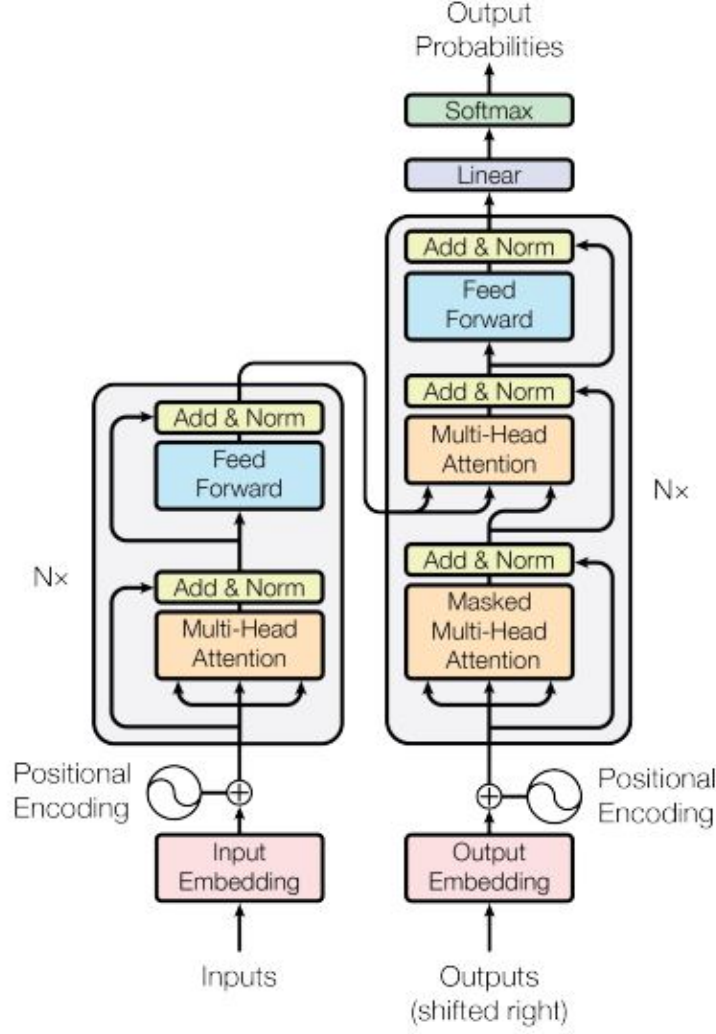 Output
Probabilities
Softmax
Linear
Add & Norm
Feed
Forward
Add & Norm
Multi-Head
Attention
Nx
Add & Norm
Masked
Multi-Head
Attention
Add & Norm
Feed
Forward
Nx
Add & Norm
Multi-Head
Attention
Positional
Encoding
Positional
Encoding
Input
Embedding
Output
Embedding
Inputs
Outputs
(shifted right)